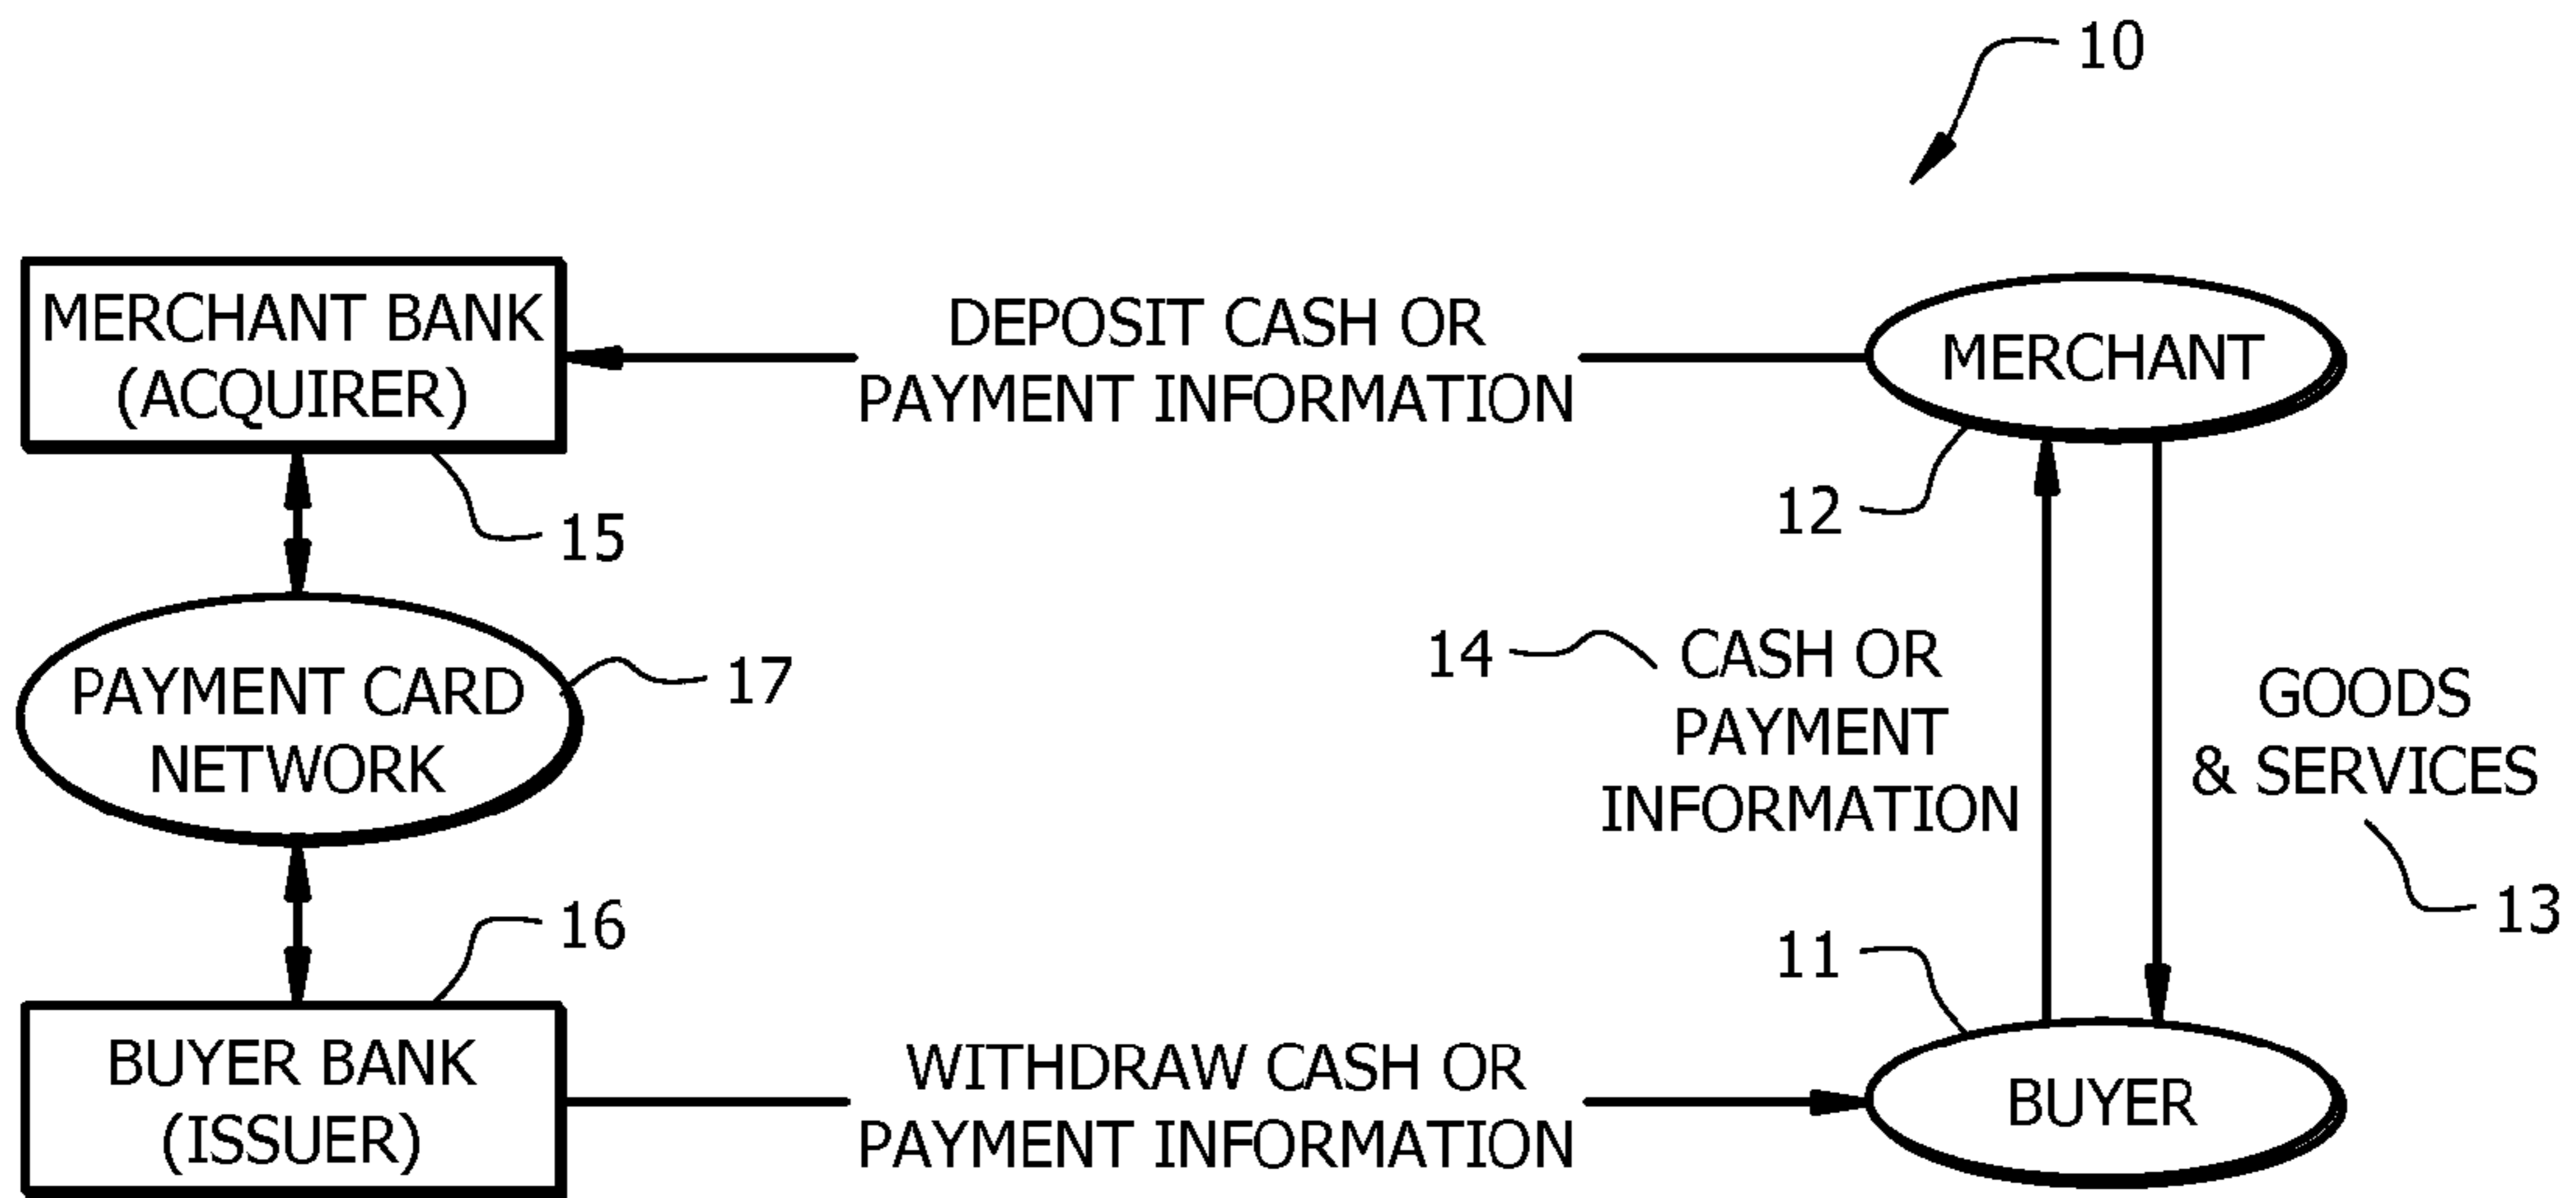 10
MERCHANT BANK
(ACQUIRER)
DEPOSIT CASH OR
PAYMENT INFORMATION
MERCHANT
15
12
PAYMENT CARD
NETWORK
17
14
CASH OR
PAYMENT
INFORMATION
GOODS
& SERVICES
13
16
11
BUYER BANK
(ISSUER)
WITHDRAW CASH OR
PAYMENT INFORMATION
BUYER